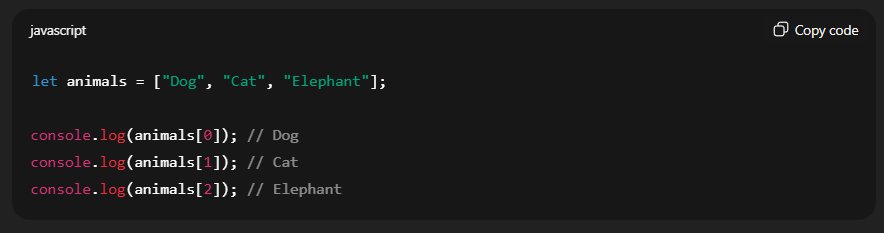 javascript
Copy code
let animals = ["Dog", "Cat", "Elephant"];
console.log(animals[0]); // Dog
console.log(animals[1]); // Cat
console.log(animals[2]); // Elephant